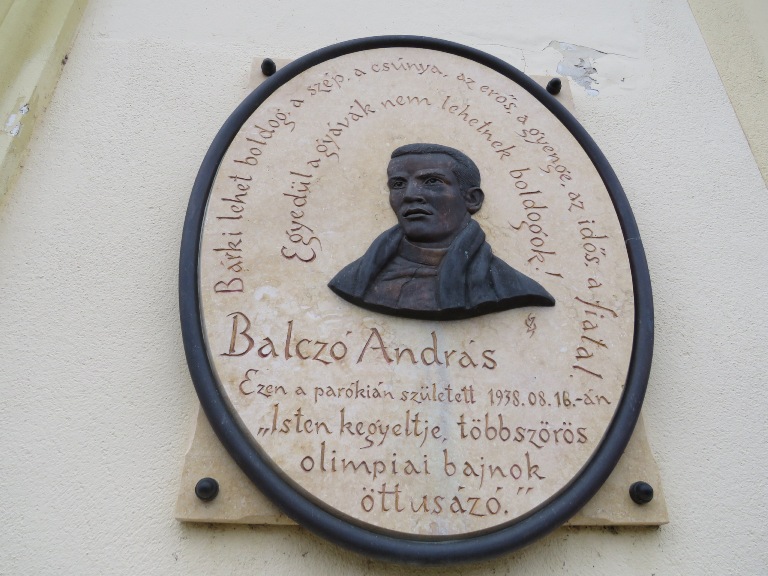 Bárki lehet boldog, a szép, a csúnya, az erős, a gyenge, az idős, a fiatal.
Egyedül a gyávák nem lehetnek boldogok!
Balczó András
Ezen a parókián született 1938.08.16.-án
„Isten kegyeltje, többszörös
olimpiai bajnok
öttusázó."